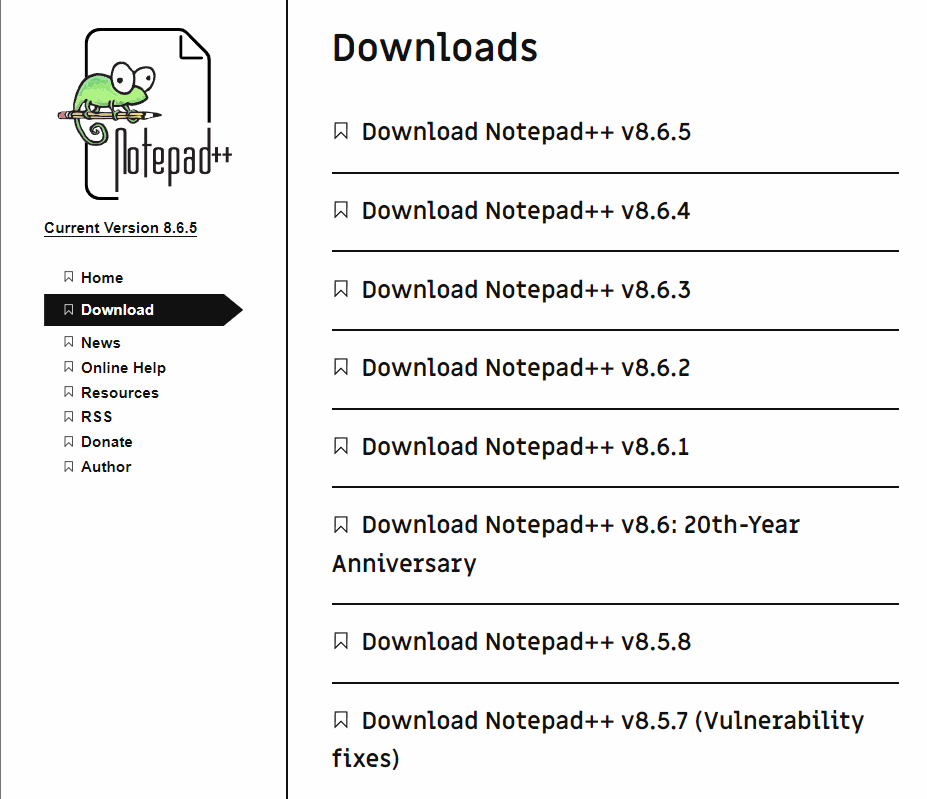 Notepad++
Current Version 8.6.5
Home
Download
News
Online Help
Resources
RSS
Donate
Author
Downloads
Download Notepad++ v8.6.5
Download Notepad++ v8.6.4
Download Notepad++ v8.6.3
Download Notepad++ v8.6.2
Download Notepad++ v8.6.1
Download Notepad++ v8.6: 20th-Year
Anniversary
Download Notepad++ v8.5.8
Download Notepad++ v8.5.7 (Vulnerability
fixes)